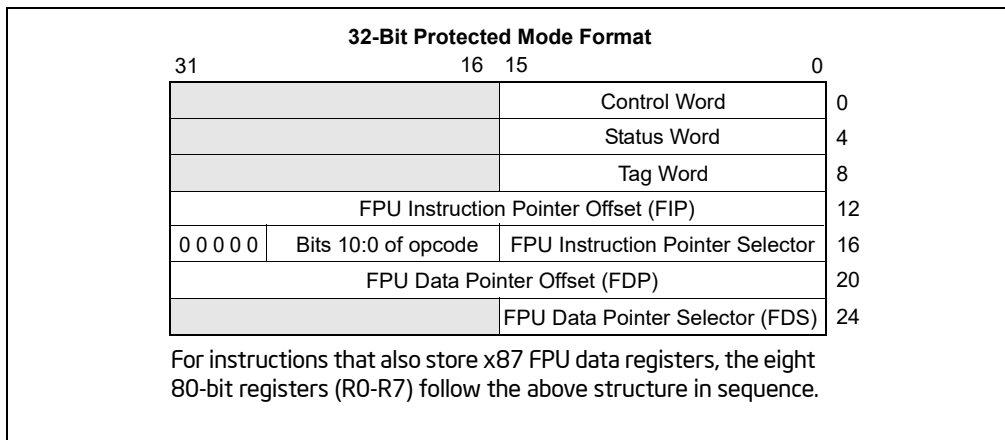 32-Bit Protected Mode Format
31 16 15 0
Control Word 0
Status Word 4
Tag Word 8
FPU Instruction Pointer Offset (FIP) 12
0 0 0 0 0 Bits 10:0 of opcode FPU Instruction Pointer Selector 16
FPU Data Pointer Offset (FDP) 20
FPU Data Pointer Selector (FDS) 24
For instructions that also store x87 FPU data registers, the eight
80-bit registers (R0-R7) follow the above structure in sequence.